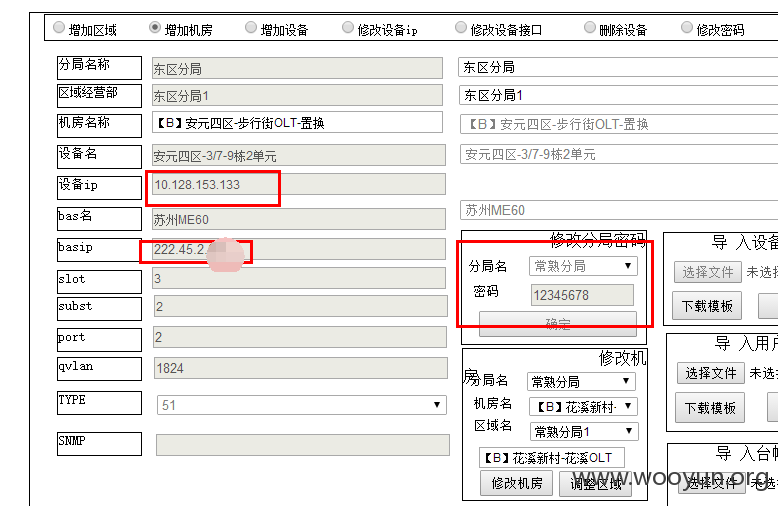 增加区域 增加机房 增加设备 修改设备ip 修改设备接口 删除设备 修改密码
分局名称 东区分局 东区分局
区域经营部 东区分局1 东区分局1
机房名称 【B】安元四区-步行街OLT-置换 【B】安元四区-步行街OLT-置换
设备名 安元四区-3/7-9栋2单元 安元四区-3/7-9栋2单元
设备ip 10.128.153.133
bas名 苏州ME60 苏州ME60
basip 222.45.2.
slot 3
subst 2
port 2
qvlan 1824
TYPE 51
SNMP
修改分局密码
分局名 常熟分局
密码 12345678
确定
修改机
房
分局名 常熟分局
机房名 【B】花溪新村-
区域名 常熟分局1
【B】花溪新村-花溪OLT
修改机房 调整区域
导 入设备
选择文件 未选择
下载模板
导 入用户
选择文件 未选
下载模板
导 入台帐
选择文件 未选
www.wooyun.org